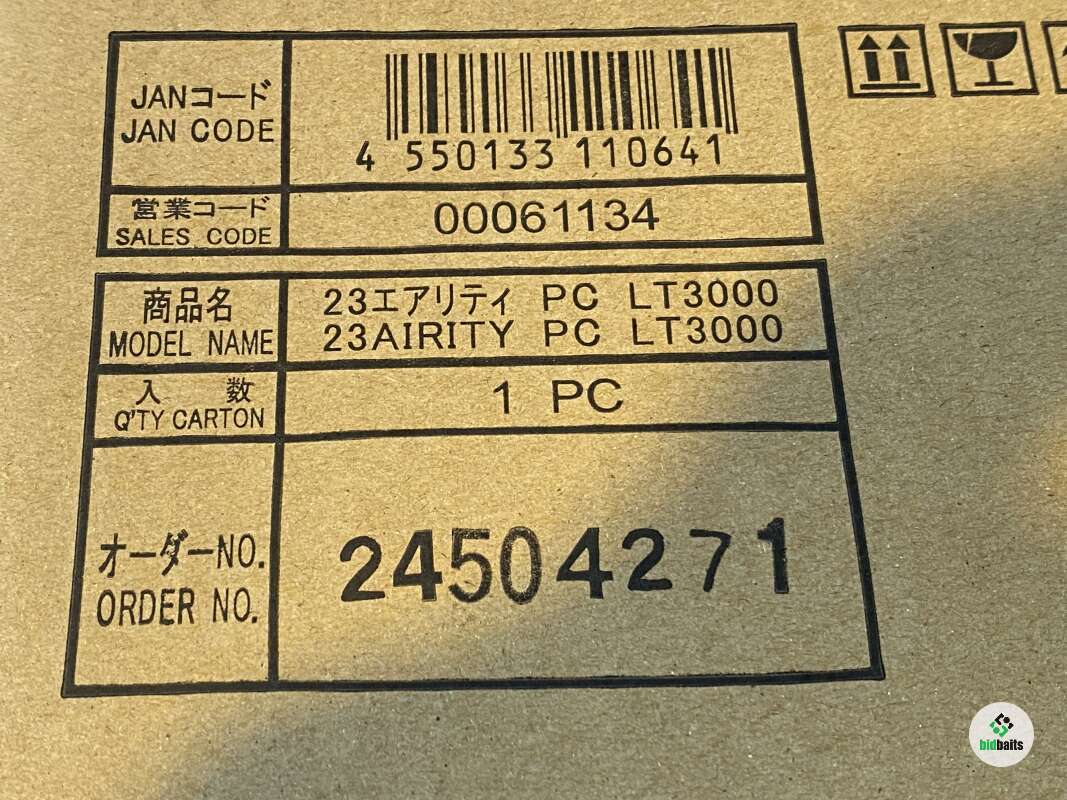 JANコード
JAN CODE
4 550133 110641
営業コード
SALES CODE
00061134
商品名
MODEL NAME
23エアリティ PC LT3000
23AIRITY PC LT3000
入数
Q'TY CARTON
1 PC
オーダーNO.
ORDER NO.
24504271
bidbaits